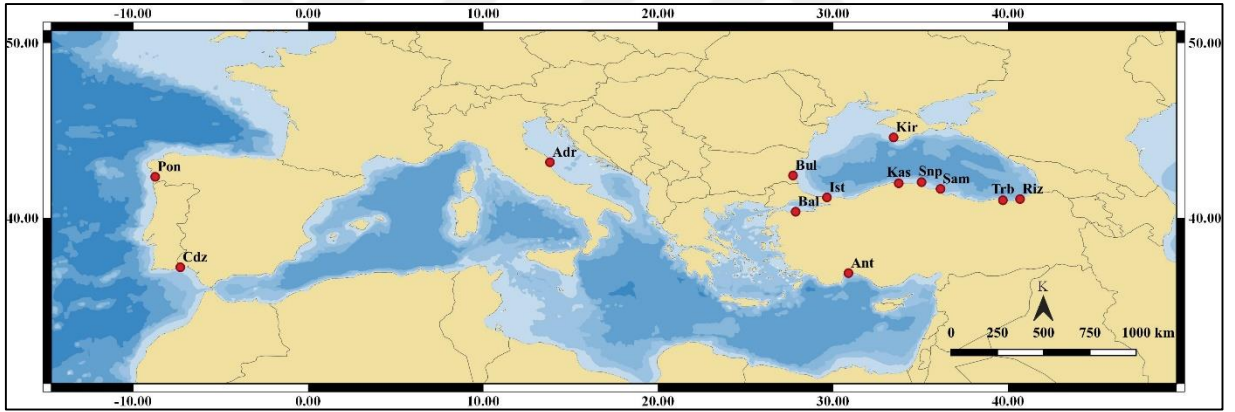 -10.00 0.00 10.00 20.00 30.00 40.00
50.00 50.00
Kir
Adr
Pon Bul Kas Snp Sam
Ist Trb Riz
Bal
40.00 40.00
Cdz
Ant
K
0 250 500 750 1000 km
-10.00 0.00 10.00 20.00 30.00 40.00